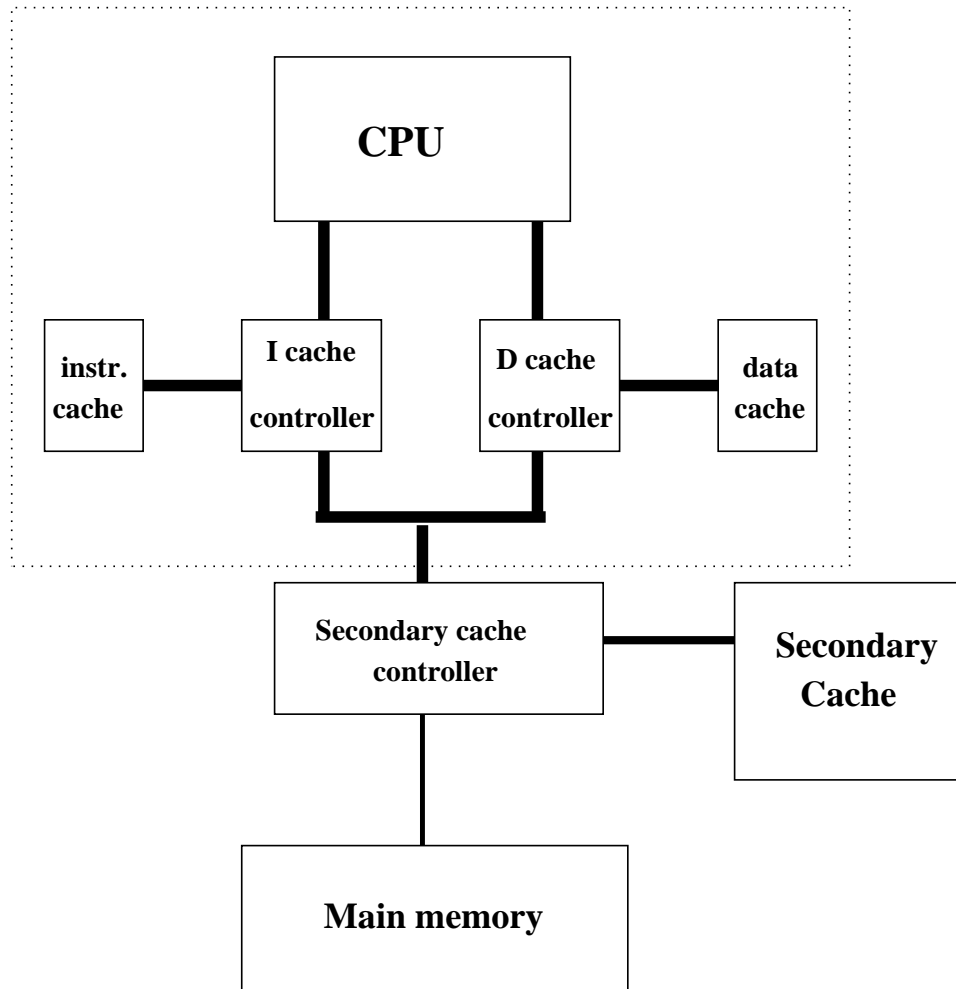 CPU
instr.
cache
I cache
controller
D cache
controller
data
cache
Secondary cache
controller
Secondary
Cache
Main memory